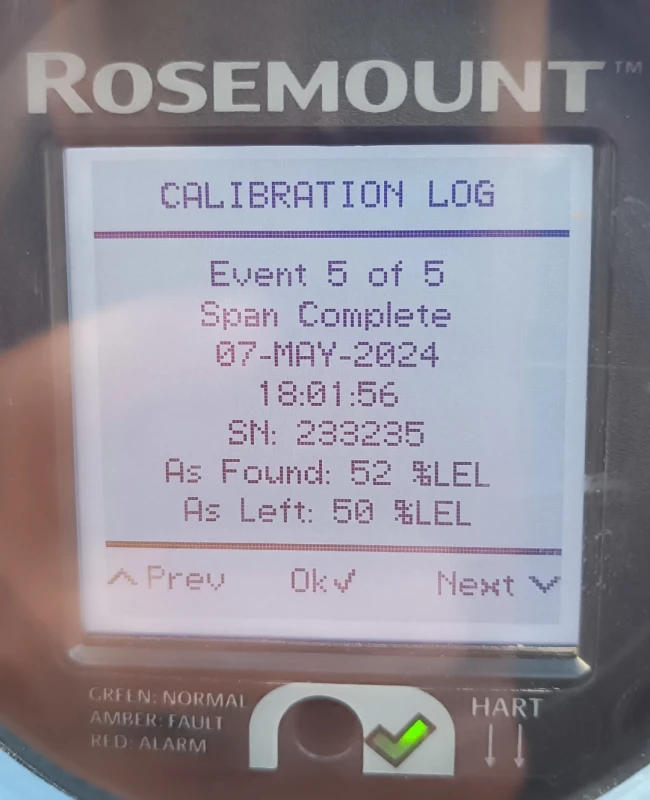 ROSEMOUNT™
CALIBRATION LOG
Event 5 of 5
Span Complete
07-MAY-2024
18:01:56
SN: 233235
As Found: 52 %LEL
As Left: 50 %LEL
Prev Ok✓ Next
GREEN: NORMAL
AMBER: FAULT
RED: ALARM
HART